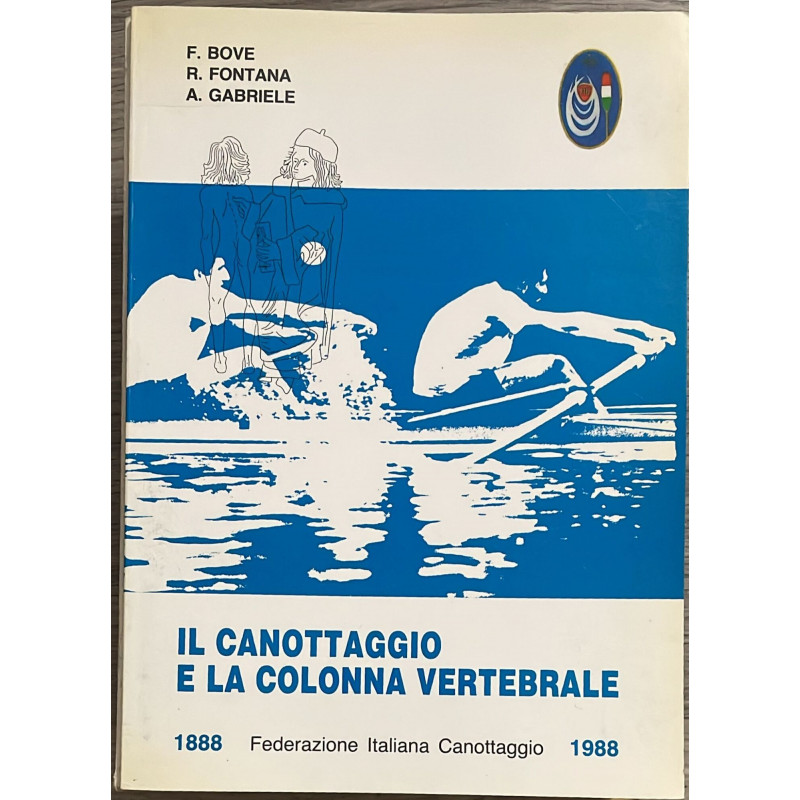 F. BOVE
R. FONTANA
A. GABRIELE
IL CANOTTAGGIO
E LA COLONNA VERTEBRALE
1888 Federazione Italiana Canottaggio 1988